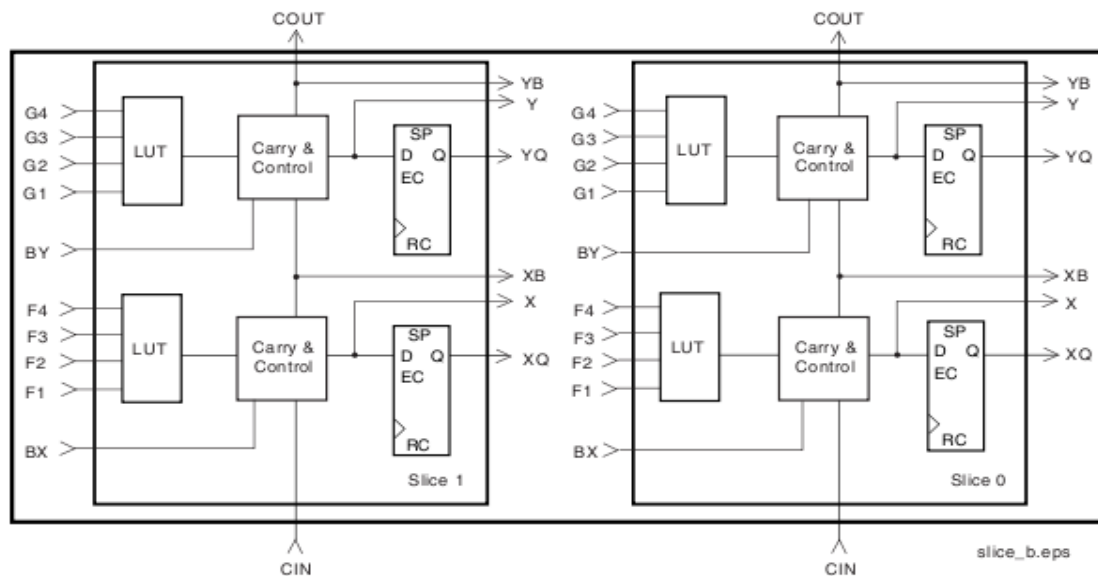 COUT COUT
YB YB
Y Y
G4 G4
SP SP
G3 G3
LUT Carry & Control D Q YQ LUT Carry & Control D Q YQ
G2 G2
EC EC
G1 G1
RC RC
BY BY
XB XB
X X
F4 F4
SP SP
F3 F3
LUT Carry & Control D Q XQ LUT Carry & Control D Q XQ
F2 F2
EC EC
F1 F1
RC RC
BX BX
Slice 1 Slice 0
slice_b.eps
CIN CIN